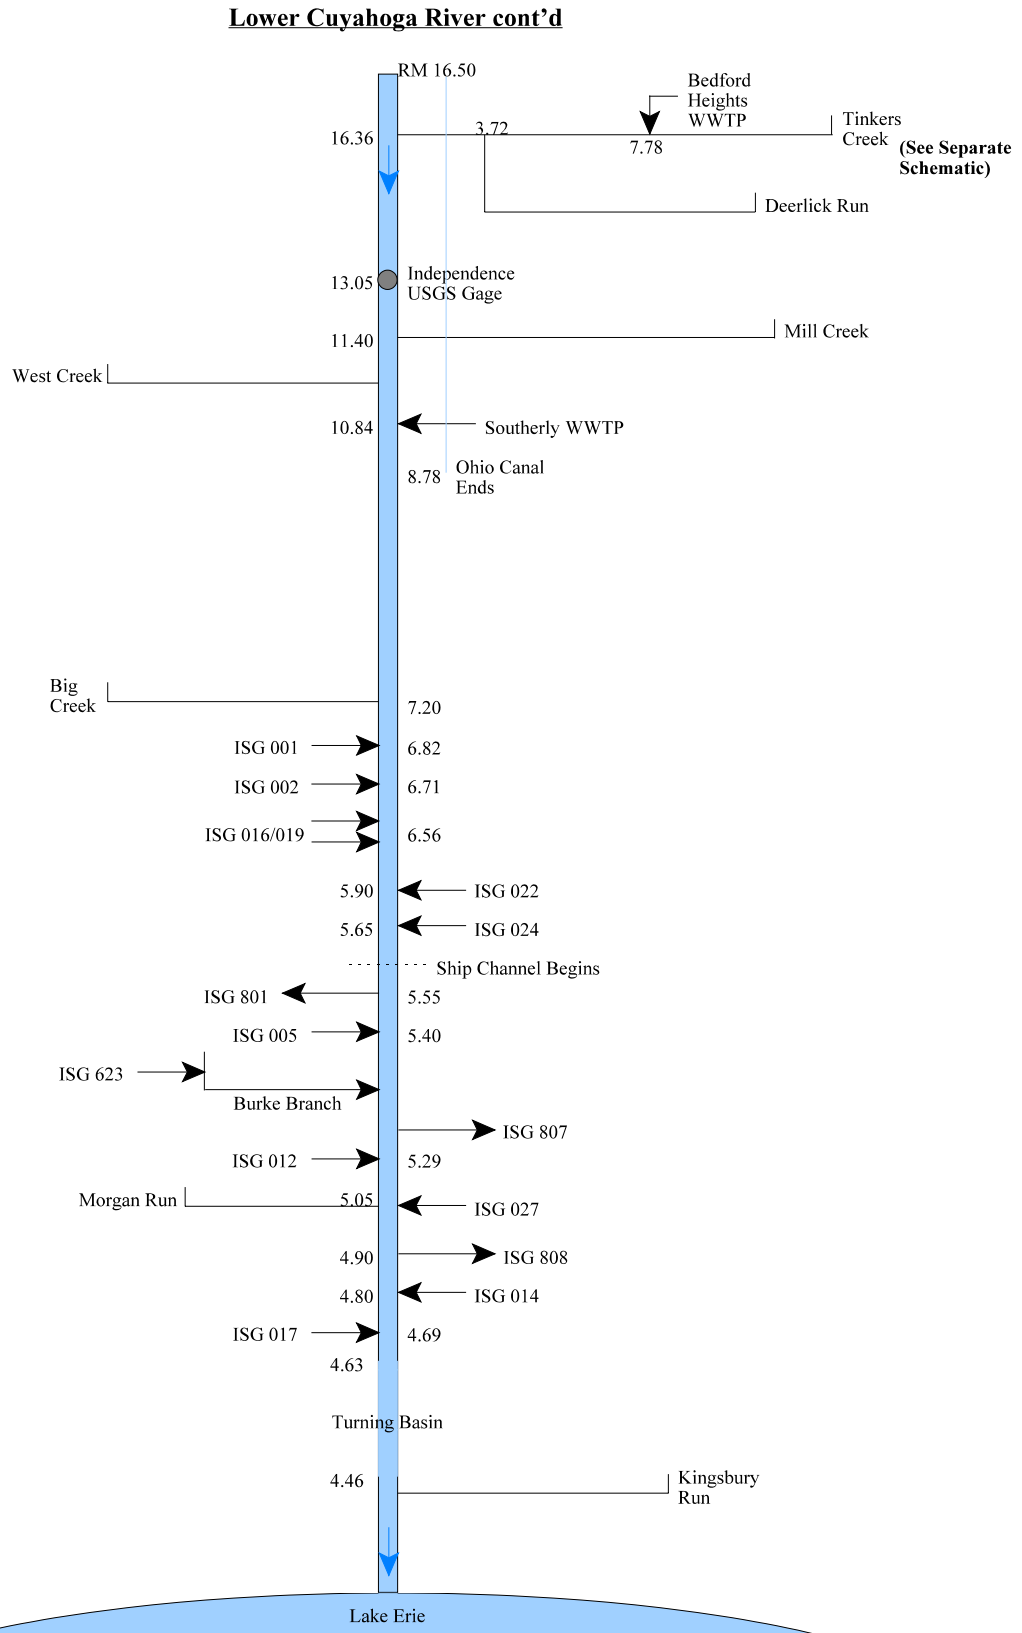 Lower Cuyahoga River cont’d
RM 16.50
Bedford
Heights
WWTP
Tinkers
Creek
(See Separate
Schematic)
16.36
3.72
7.78
Deerlick Run
13.05
Independence
USGS Gage
11.40
Mill Creek
West Creek
10.84
Southerly WWTP
8.78
Ohio Canal
Ends
Big
Creek
7.20
ISG 001
6.82
ISG 002
6.71
ISG 016/019
6.56
5.90
ISG 022
5.65
ISG 024
Ship Channel Begins
ISG 801
5.55
ISG 005
5.40
ISG 623
Burke Branch
ISG 807
ISG 012
5.29
Morgan Run
5.05
ISG 027
4.90
ISG 808
4.80
ISG 014
ISG 017
4.69
4.63
Turning Basin
4.46
Kingsbury
Run
Lake Erie